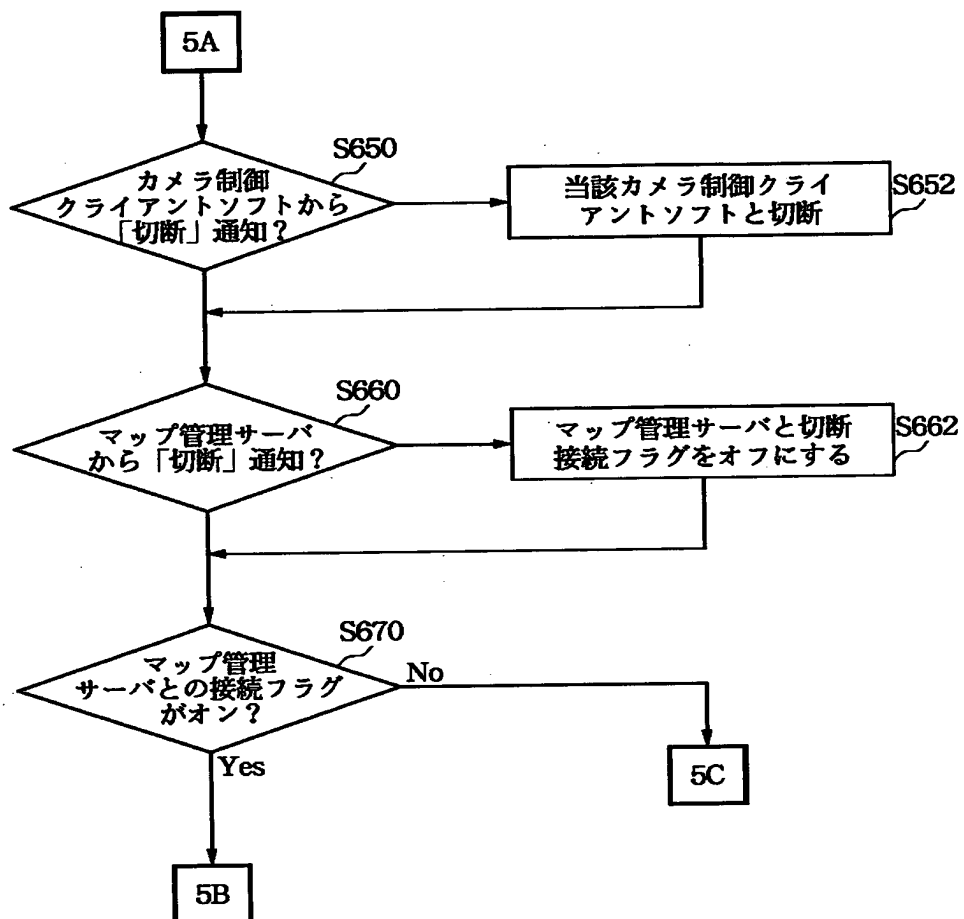 5A
S650
カメラ制御
クライアントソフトから
「切断」通知？
当該カメラ制御クライ
アントソフトと切断
S652
S660
マップ管理サーバ
から「切断」通知？
マップ管理サーバと切断
接続フラグをオフにする
S662
S670
マップ管理
サーバとの接続フラグ
がオン？
No
Yes
5C
5B